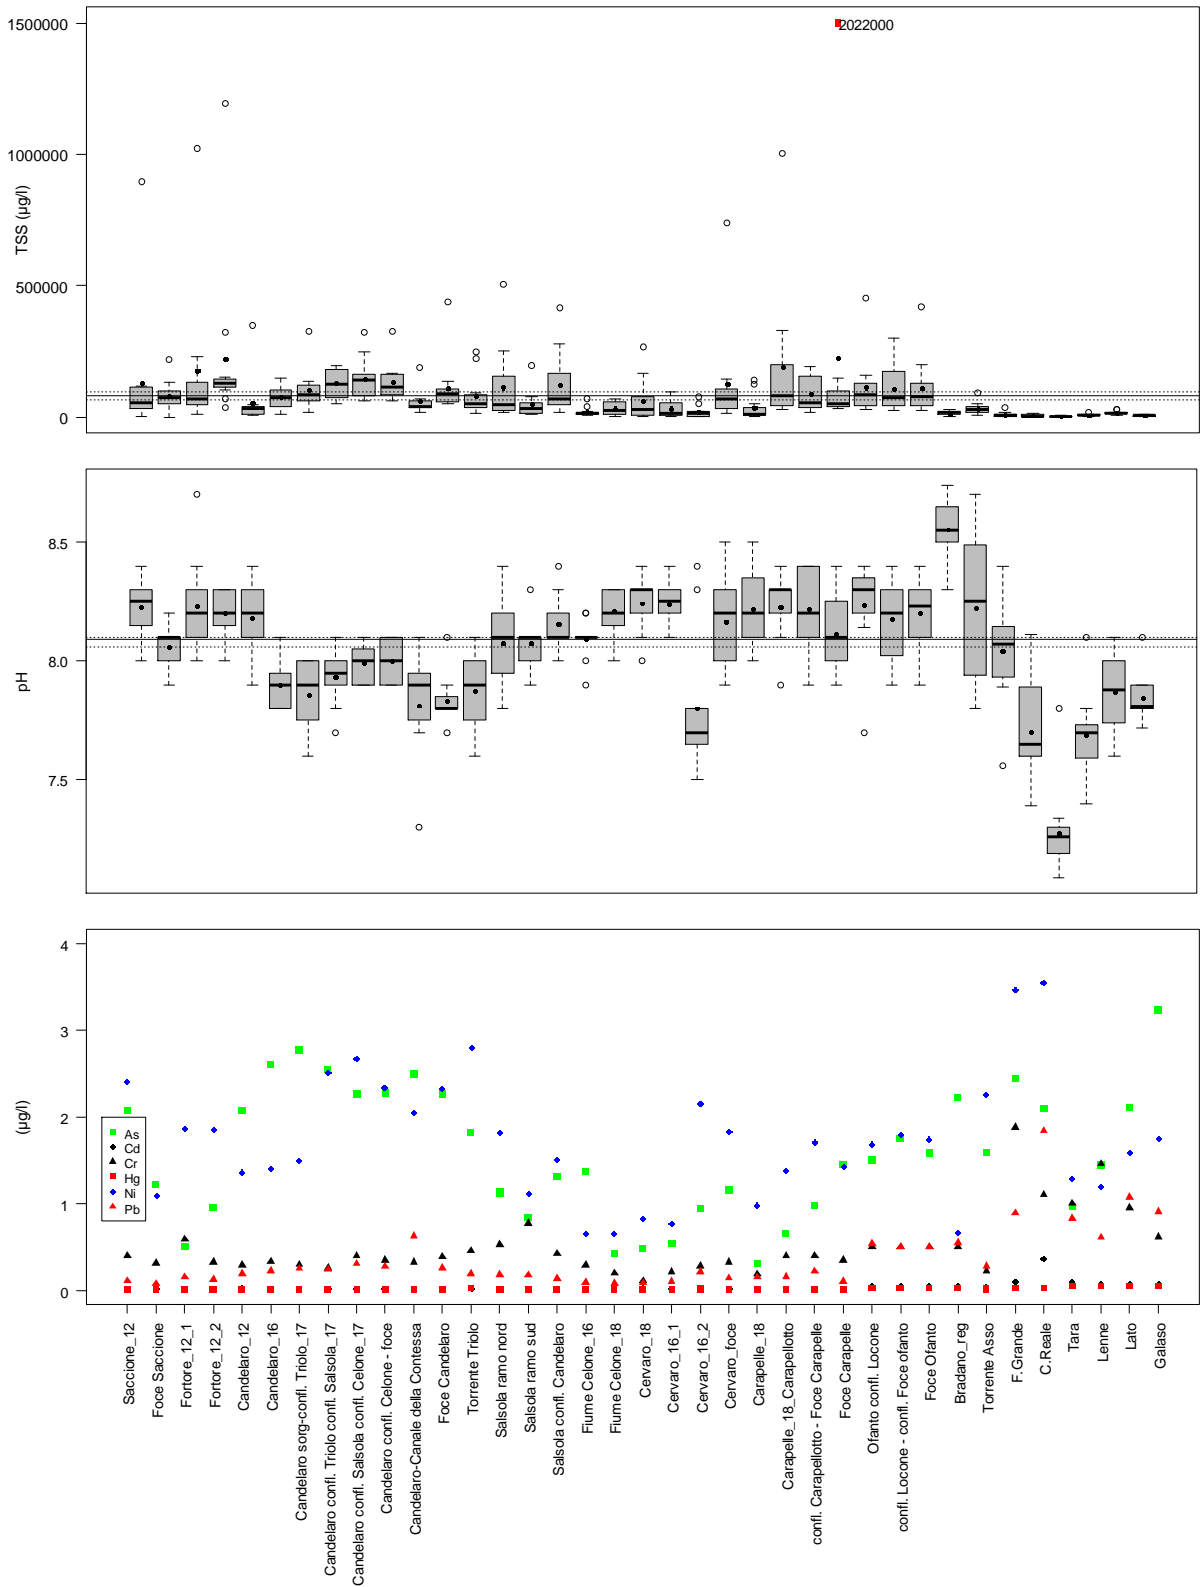 1500000
2022000
1000000
500000
0
TSS (µg/l)
8.5
8.0
7.5
pH
4
3
2
1
0
(µg/l)
As
Cd
Cr
Hg
Ni
Pb
Saccione_12
Foce Saccione
Fortore_12_1
Fortore_12_2
Candelaro_12
Candelaro_16
Candelaro sorg-confl. Triolo_17
Candelaro confl. Triolo confl. Salsola_17
Candelaro confl. Salsola confl. Celone_17
Candelaro confl. Celone - foce
Candelaro-Canale della Contessa
Foce Candelaro
Torrente Triolo
Salsola ramo nord
Salsola ramo sud
Salsola confl. Candelaro
Fiume Celone_16
Fiume Celone_18
Cervaro_18
Cervaro_16_1
Cervaro_16_2
Cervaro_foce
Carapelle_18
Carapelle_18_Carapellotto
confl. Carapellotto - Foce Carapelle
Foce Carapelle
Ofanto confl. Locone
confl. Locone - confl. Foce ofanto
Foce Ofanto
Bradano_reg
Torrente Asso
F.Grande
C.Reale
Tara
Lenne
Lato
Galaso